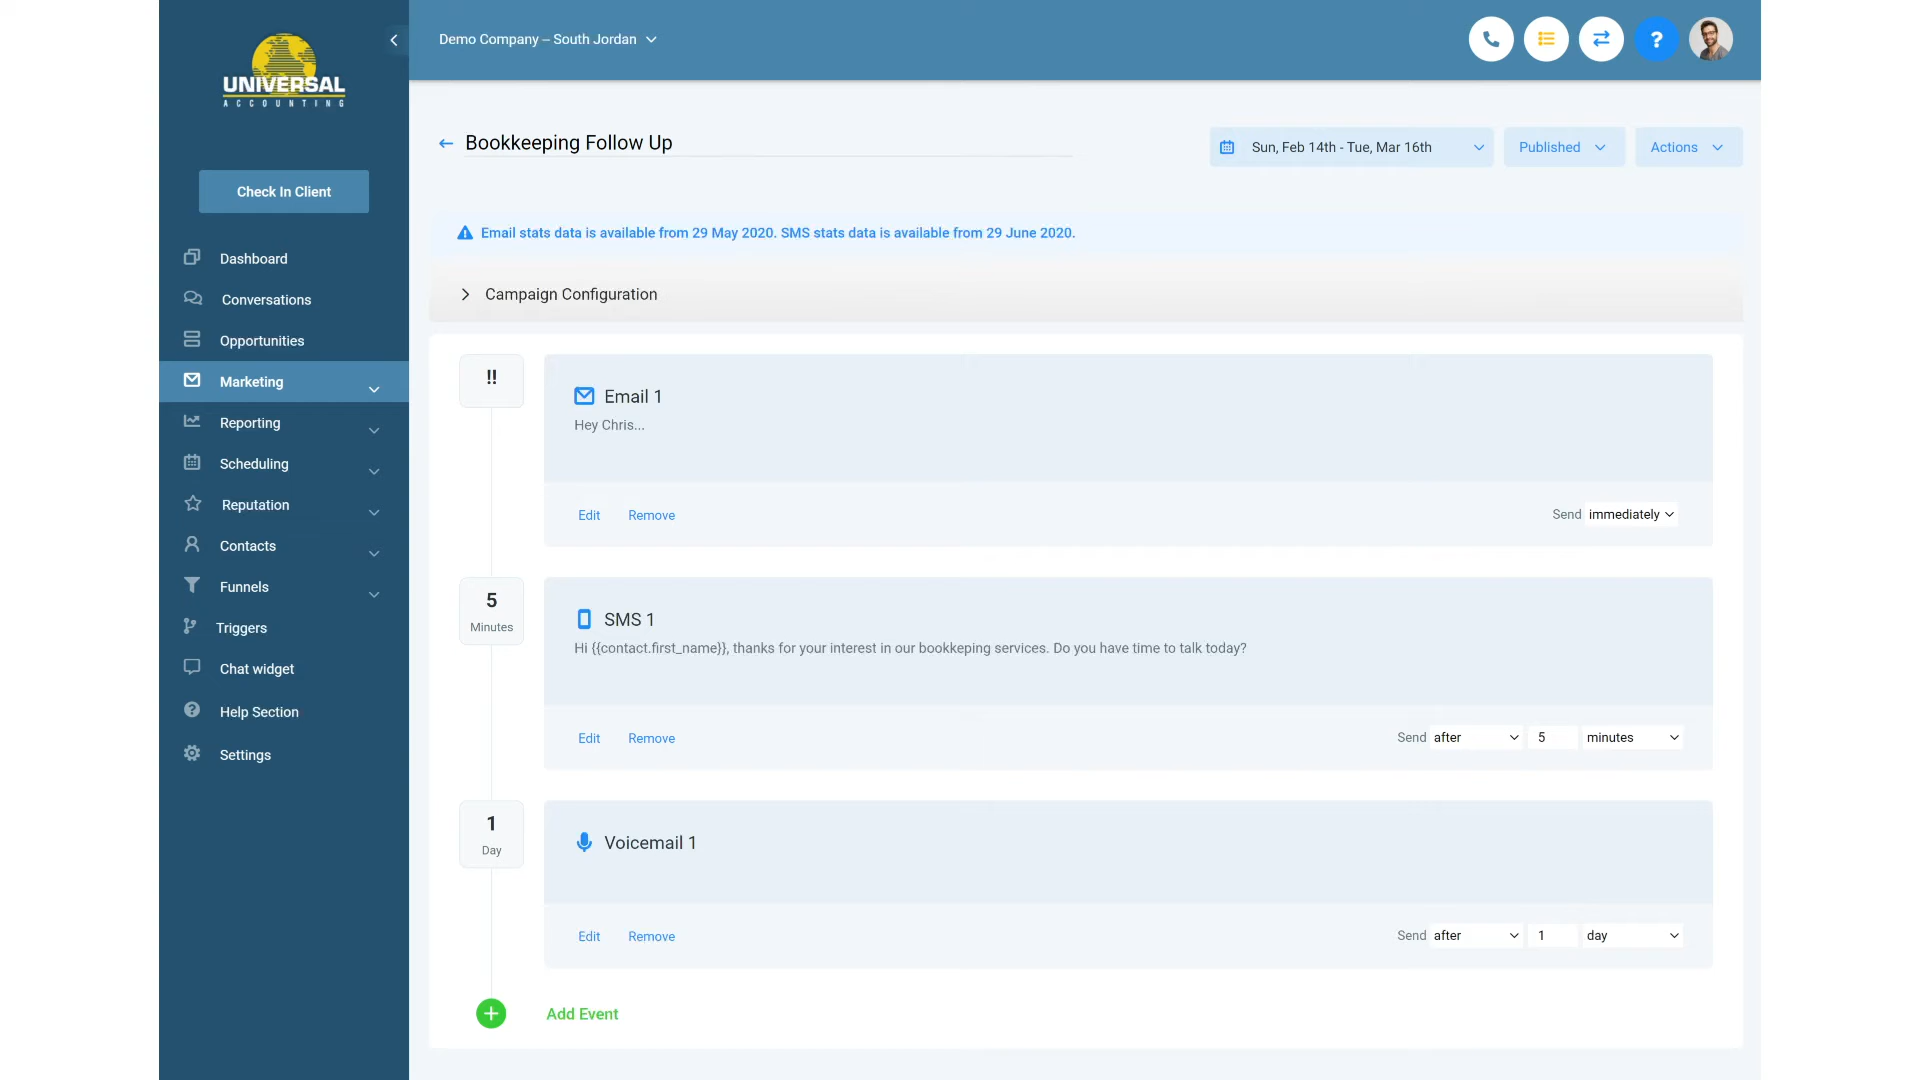 UNIVERSAL
ACCOUNTING
Check In Client
Dashboard
Conversations
Opportunities
Marketing
Reporting
Scheduling
Reputation
Contacts
Funnels
Triggers
Chat widget
Help Section
Settings
Demo Company – South Jordan
?
Bookkeeping Follow Up
Sun, Feb 14th - Tue, Mar 16th
Published
Actions
Email stats data is available from 29 May 2020. SMS stats data is available from 29 June 2020.
Campaign Configuration
!!
Email 1
Hey Chris...
Edit Remove
Send immediately
5
Minutes
SMS 1
Hi {{contact.first_name}}, thanks for your interest in our bookkeping services. Do you have time to talk today?
Edit Remove
Send after 5 minutes
1
Day
Voicemail 1
Edit Remove
Send after 1 day
Add Event